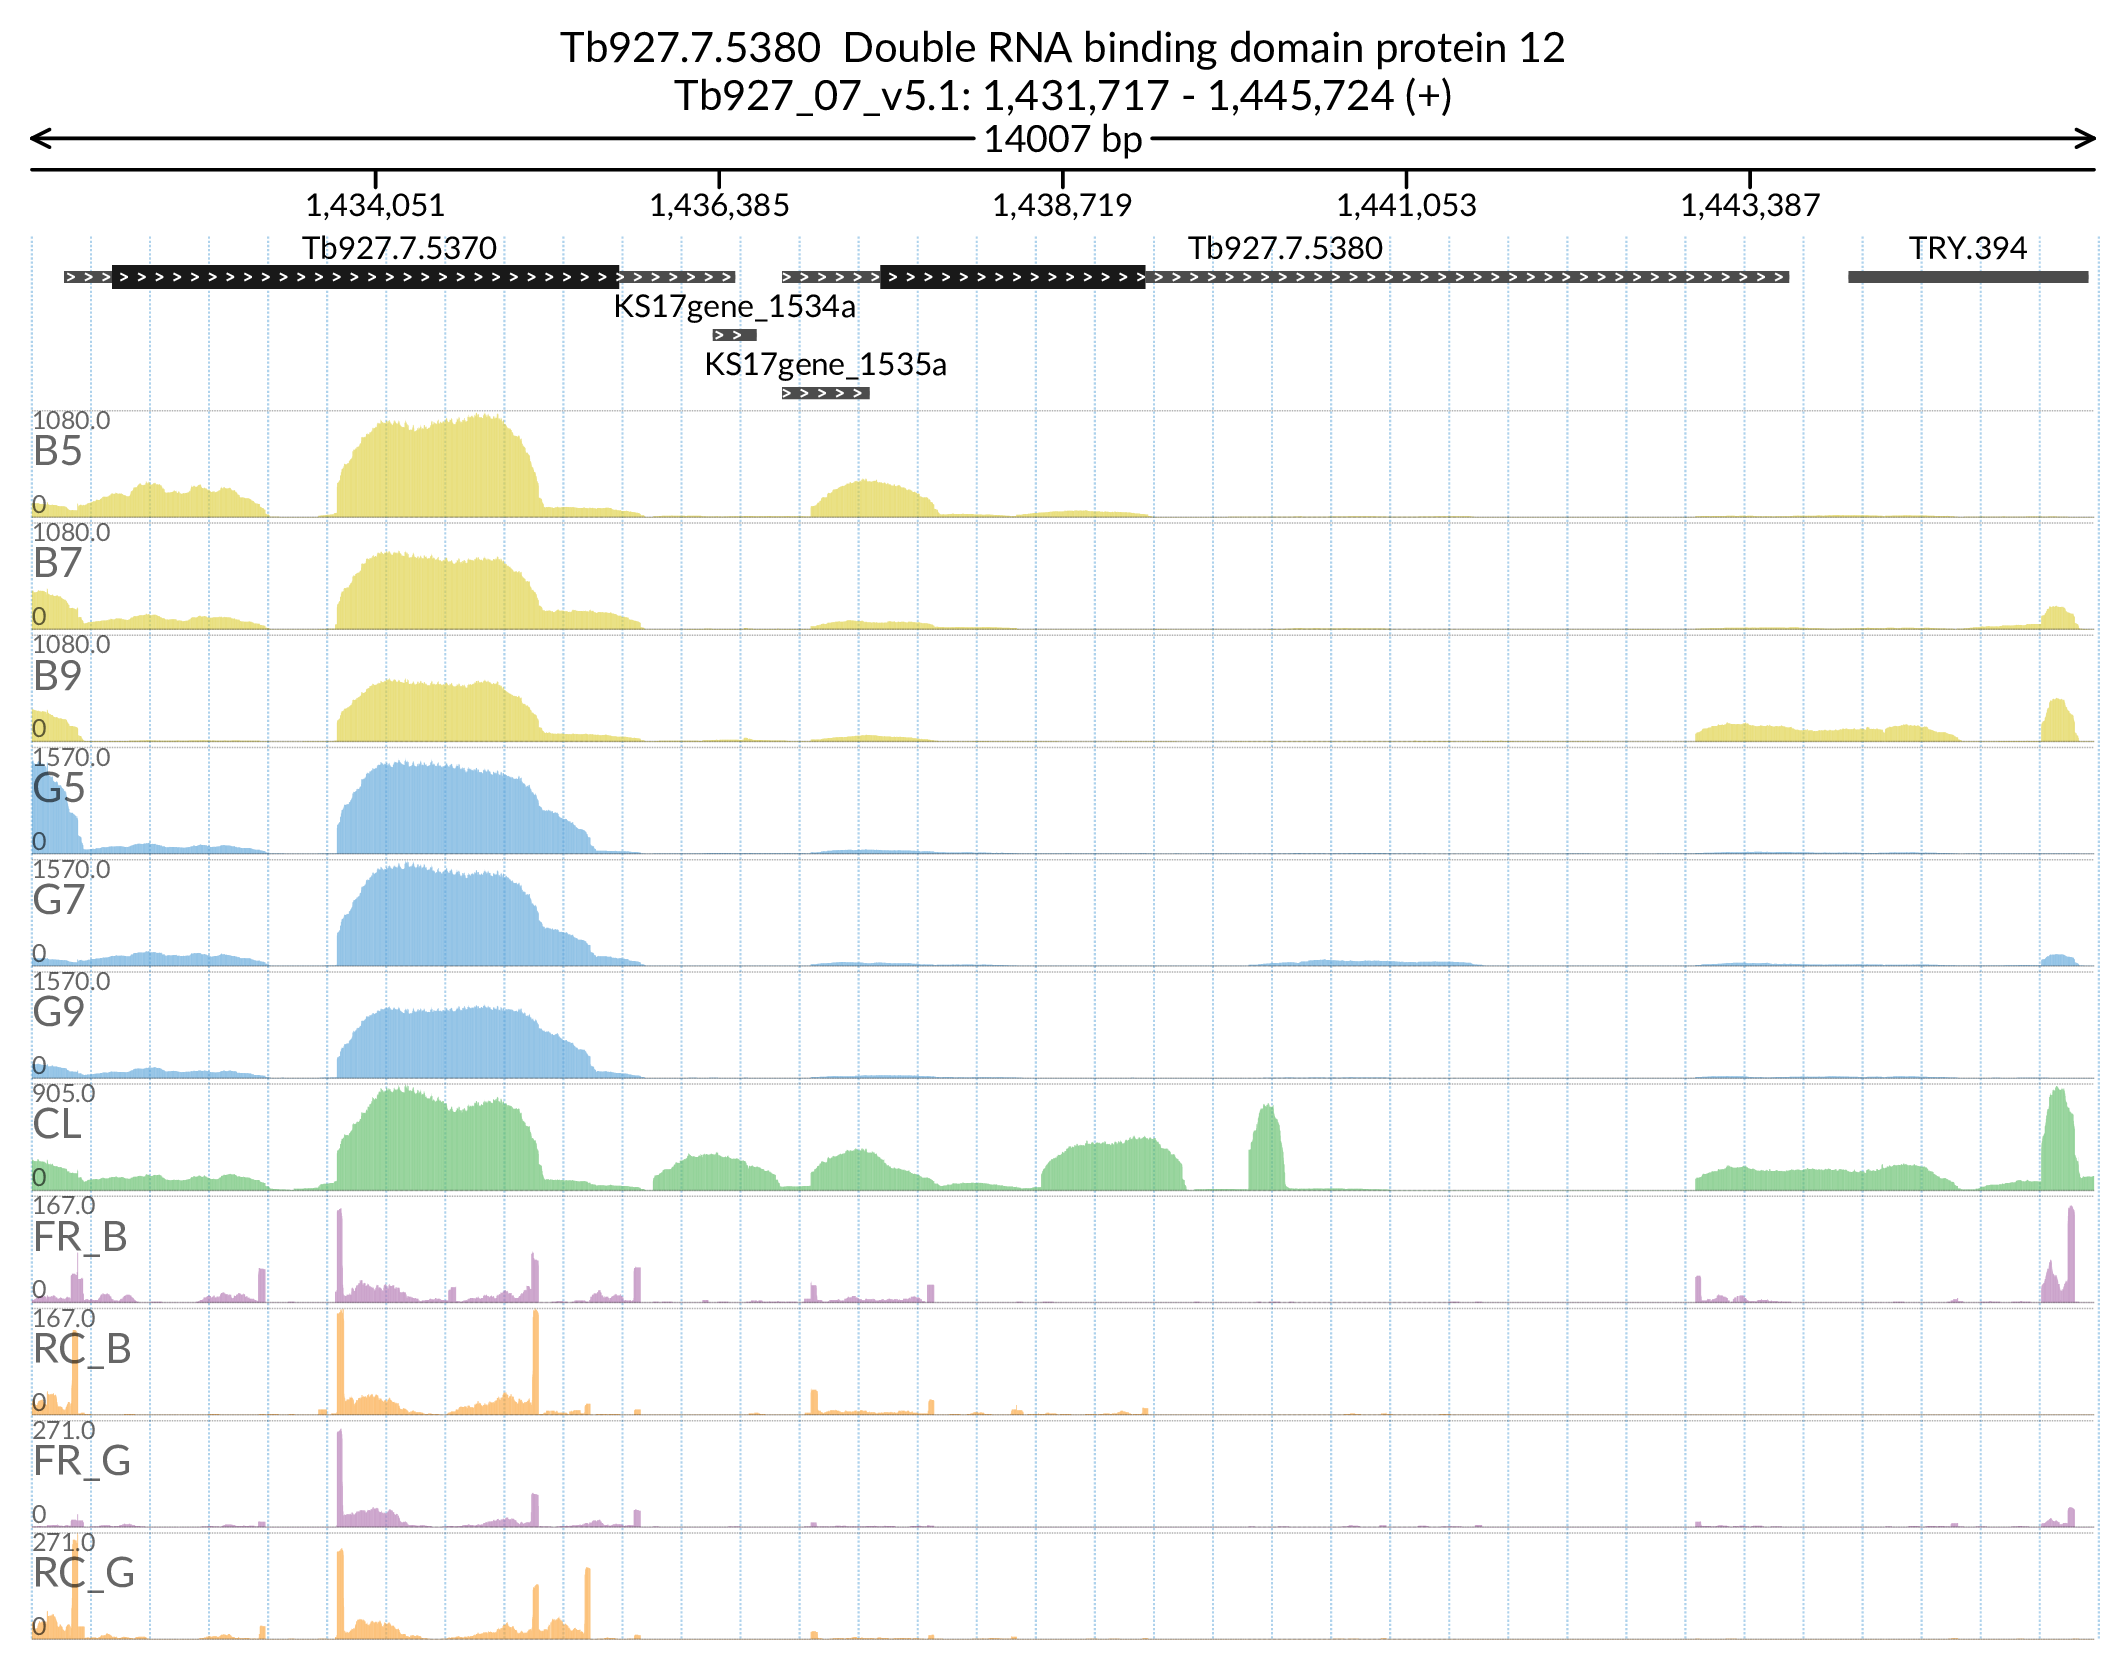 Tb927.7.5380  Double RNA binding domain protein 12
Tb927_07_v5.1: 1,431,717 - 1,445,724 (+)
14007 bp
1,434,051 1,436,385 1,438,719 1,441,053 1,443,387
Tb927.7.5370 Tb927.7.5380 TRY.394
KS17gene_1534a
KS17gene_1535a
1080.0
B5
0
1080.0
B7
0
1080.0
B9
0
1570.0
G5
0
1570.0
G7
0
1570.0
G9
0
905.0
CL
0
167.0
FR_B
0
167.0
RC_B
0
271.0
FR_G
0
271.0
RC_G
0